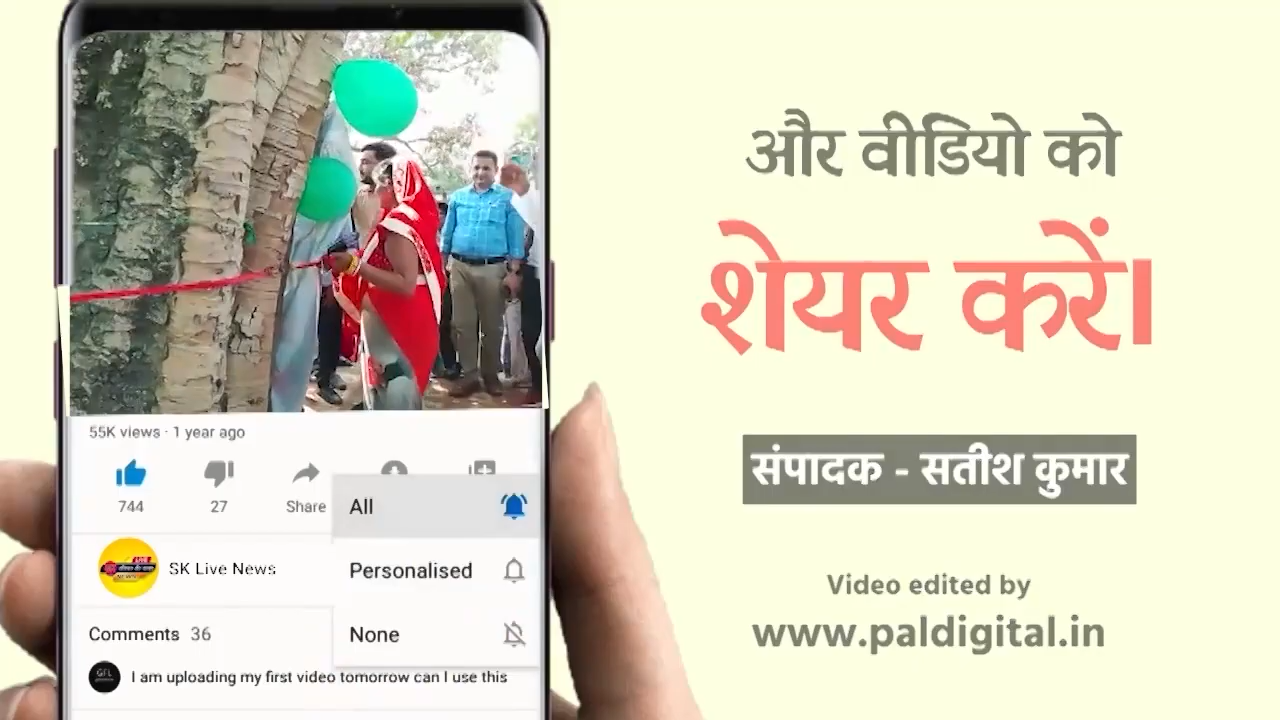 55K views · 1 year ago
744
27
Share
All
Personalised
None
SK Live News
Comments 36
GFL
I am uploading my first video tomorrow can I use this
और वीडियो को
शेयर करें।
संपादक - सतीश कुमार
Video edited by
www.paldigital.in